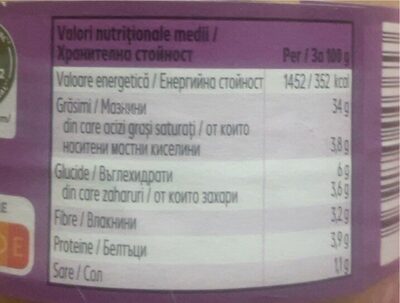 Valori nutriționale medii /
Хранителна стойност Per / За 100 g
Valoare energetică / Енергийна стойност 1452 / 352 kcal
Grăsimi / Мазнини 34 g
din care acizi grași saturați / от които
наситени мастни киселини 3,8 g
Glucide / Въглехидрати 6 g
din care zaharuri / от които захари 3,6 g
Fibre / Влакнини 3,2 g
Proteine / Белтъци 3,9 g
Sare / Сол 1,1 g
E